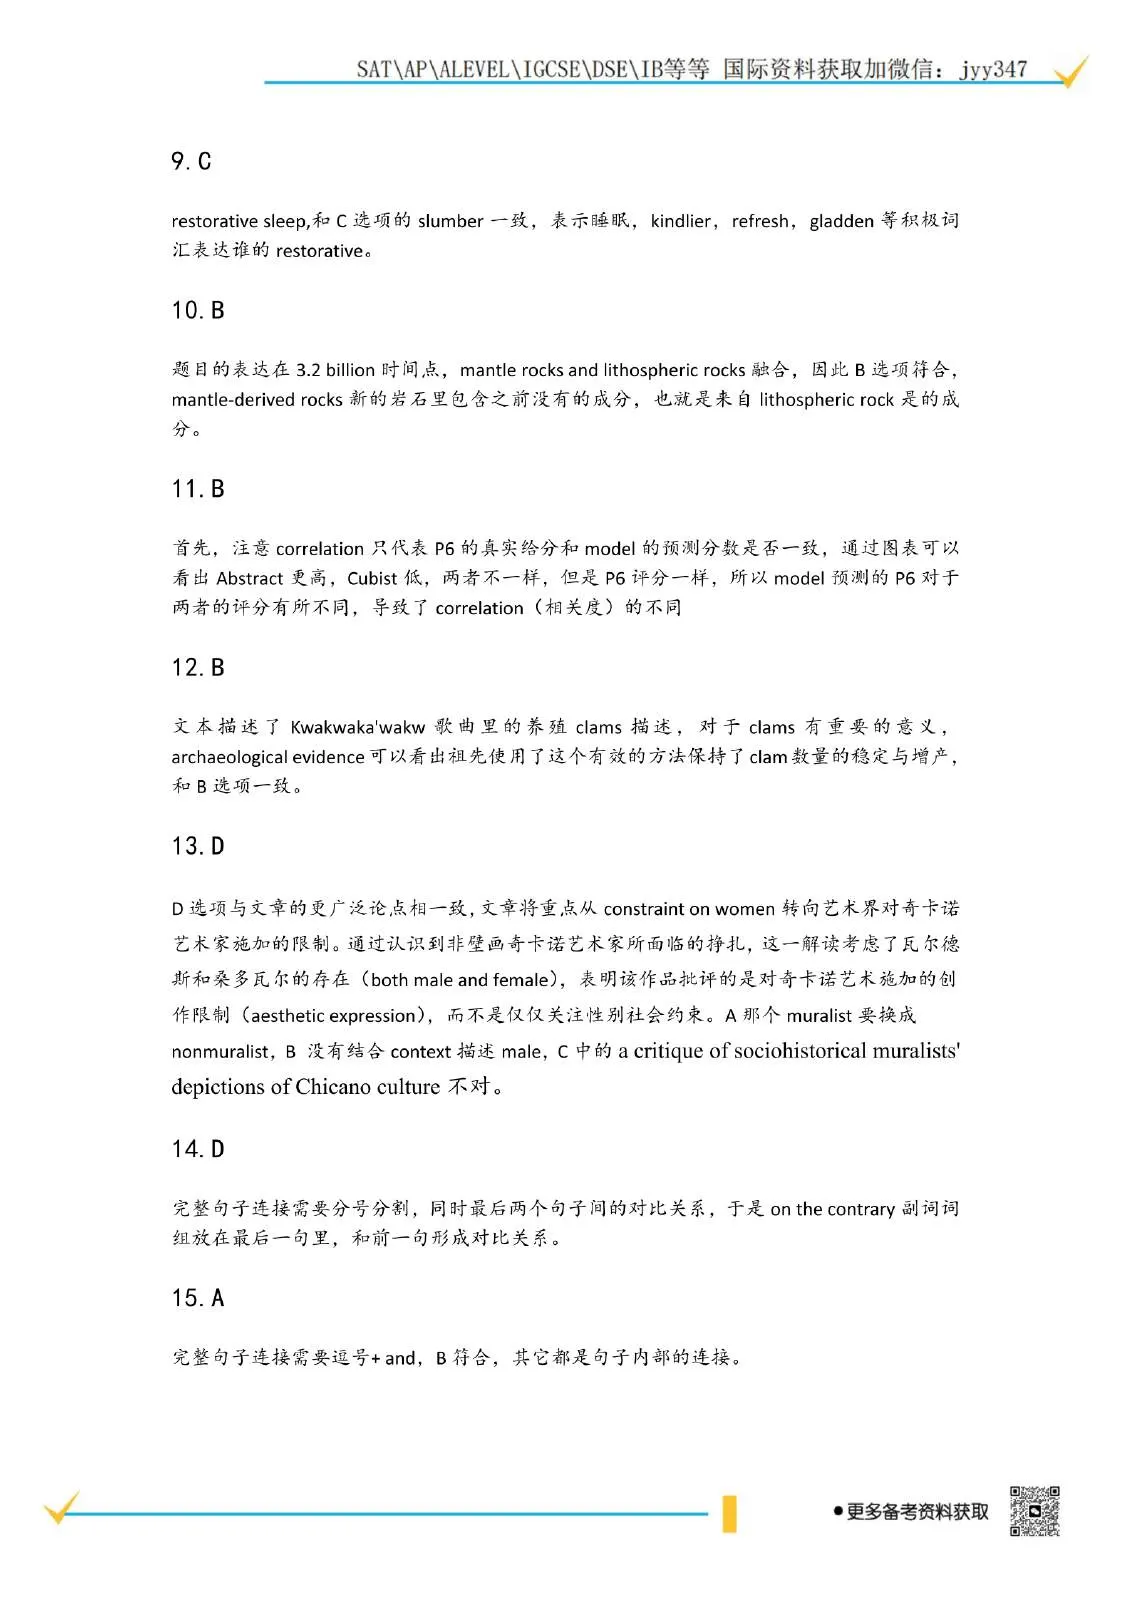 SAT\AP\ALEVEL\IGCSE\DSE\IB等等 国际资料获取加微信：jyy347
9. C
restorative sleep,和 C 选项的 slumber 一致，表示睡眠，kindlier，refresh，gladden 等积极词
汇表达谁的 restorative。
10. B
题目的表达在 3.2 billion 时间点，mantle rocks and lithospheric rocks 融合，因此 B 选项符合，
mantle-derived rocks 新的岩石里包含之前没有的成分，也就是来自 lithospheric rock 是的成
分。
11. B
首先，注意 correlation 只代表 P6 的真实给分和 model 的预测分数是否一致，通过图表可以
看出 Abstract 更高，Cubist 低，两者不一样，但是 P6 评分一样，所以 model 预测的 P6 对于
两者的评分有所不同，导致了 correlation（相关度）的不同
12. B
文本描述了 Kwakwaka'wakw 歌曲里的养殖 clams 描述，对于 clams 有重要的意义，
archaeological evidence 可以看出祖先使用了这个有效的方法保持了 clam 数量的稳定与增产，
和 B 选项一致。
13. D
D 选项与文章的更广泛论点相一致，文章将重点从 constraint on women 转向艺术界对奇卡诺
艺术家施加的限制。通过认识到非壁画奇卡诺艺术家所面临的挣扎，这一解读考虑了瓦尔德
斯和桑多瓦尔的存在（both male and female），表明该作品批评的是对奇卡诺艺术施加的创
作限制（aesthetic expression），而不是仅仅关注性别社会约束。A 那个 muralist 要换成
nonmuralist，B 没有结合 context 描述 male，C 中的 a critique of sociohistorical muralists'
depictions of Chicano culture 不对。
14. D
完整句子连接需要分号分割，同时最后两个句子间的对比关系，于是 on the contrary 副词词
组放在最后一句里，和前一句形成对比关系。
15. A
完整句子连接需要逗号+ and，B 符合，其它都是句子内部的连接。
●更多备考资料获取